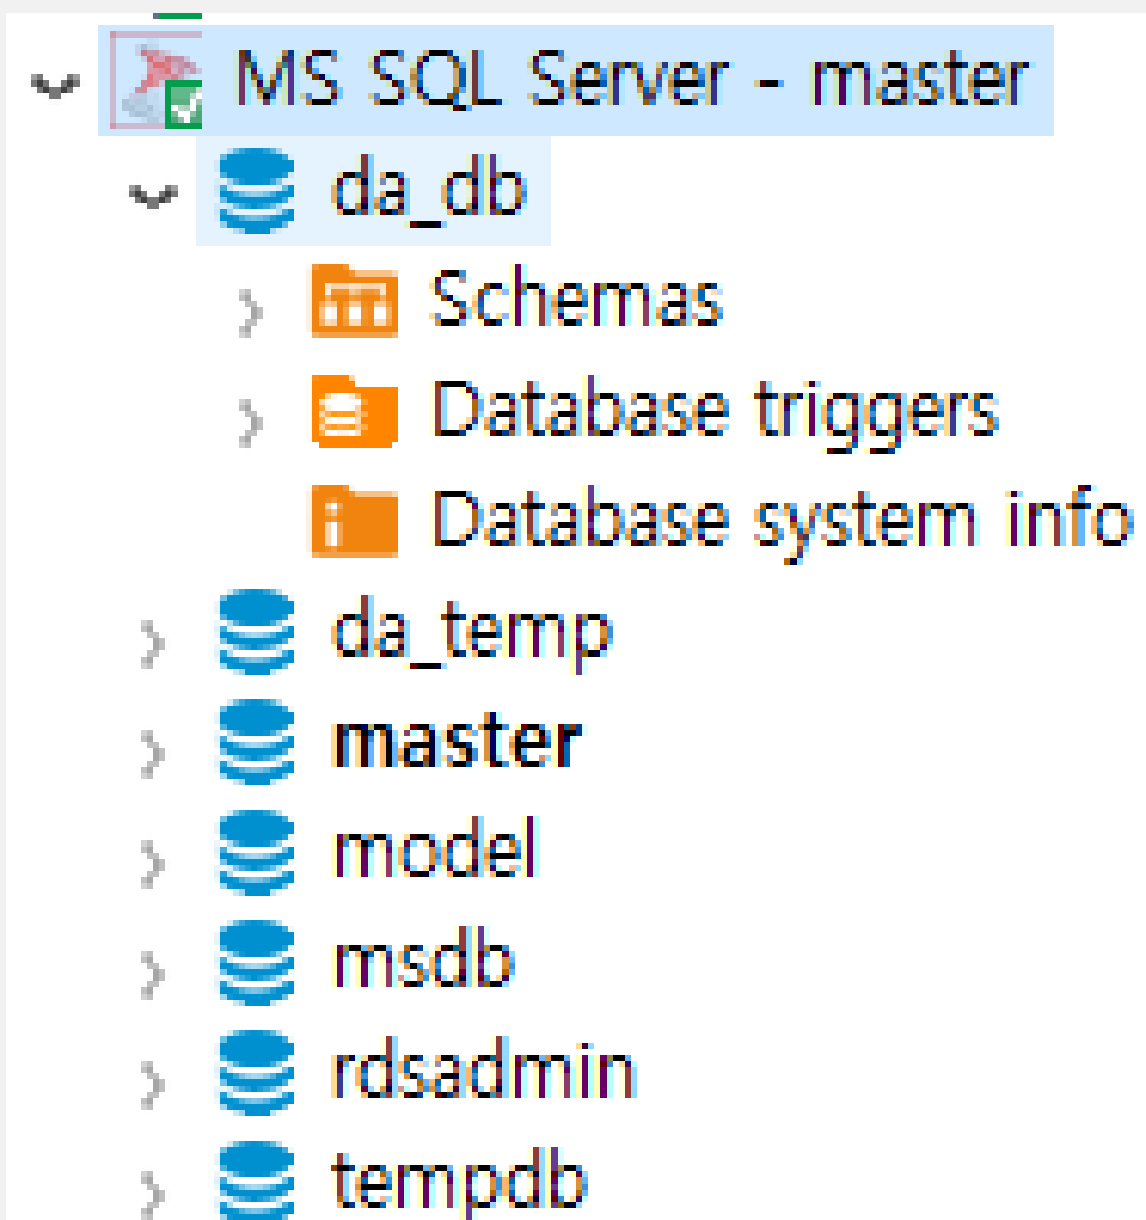 MS SQL Server - master
da_db
Schemas
Database triggers
Database system info
da_temp
master
model
msdb
rdsadmin
tempdb